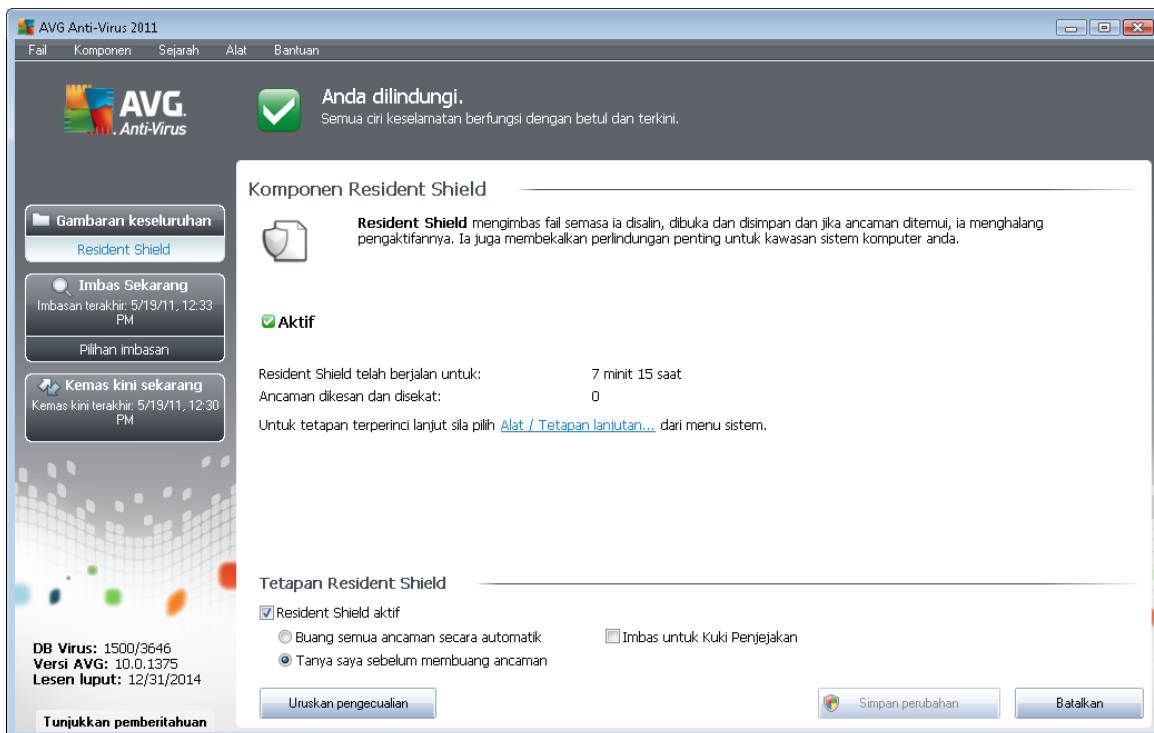 AVG Anti-Virus 2011
Fail Komponen Sejarah Alat Bantuan
AVG.
Anti-Virus
Anda dilindungi.
Semua ciri keselamatan berfungsi dengan betul dan terkini.
Gambaran keseluruhan
Resident Shield
Imbas Sekarang
Imbasan terakhir: 5/19/11, 12:33
PM
Pilihan imbasan
Kemas kini sekarang
Kemas kini terakhir: 5/19/11, 12:30
PM
DB Virus: 1500/3646
Versi AVG: 10.0.1375
Lesen luput: 12/31/2014
Tunjukkan pemberitahuan
Komponen Resident Shield
Resident Shield mengimbas fail semasa ia disalin, dibuka dan disimpan dan jika ancaman ditemui, ia menghalang
pengaktifannya. Ia juga membekalkan perlindungan penting untuk kawasan sistem komputer anda.
Aktif
Resident Shield telah berjalan untuk: 7 minit 15 saat
Ancaman dikesan dan disekat: 0
Untuk tetapan terperinci lanjut sila pilih Alat / Tetapan lanjutan... dari menu sistem.
Tetapan Resident Shield
Resident Shield aktif
Buang semua ancaman secara automatik Imbas untuk Kuki Penjejakan
Tanya saya sebelum membuang ancaman
Uruskan pengecualian Simpan perubahan Batalkan